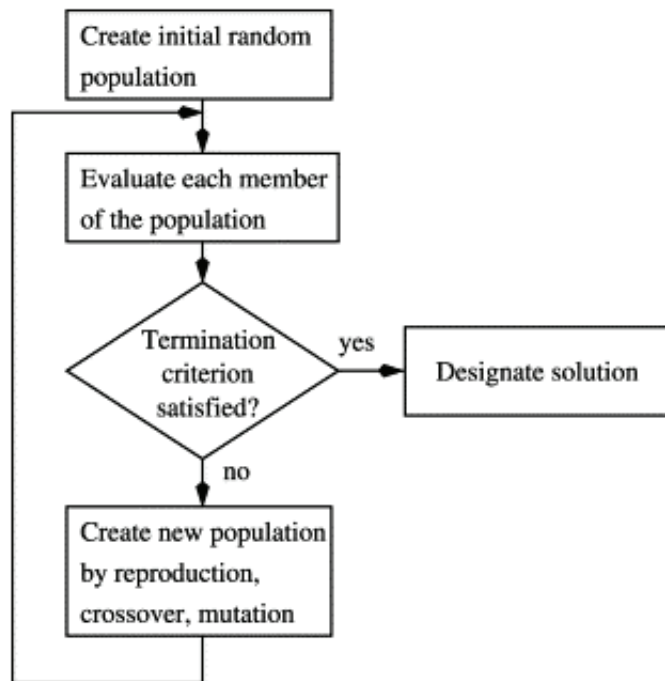 Create initial random
population
Evaluate each member
of the population
Termination
criterion
satisfied?
yes
Designate solution
no
Create new population
by reproduction,
crossover, mutation